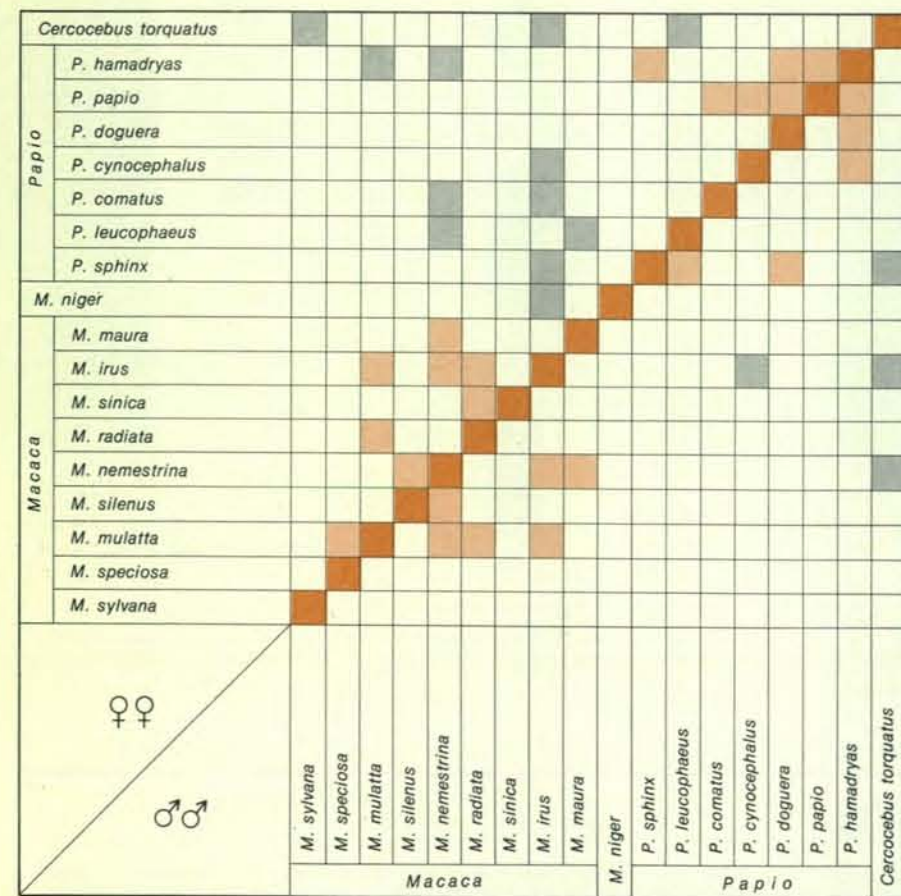 Cercocebus torquatus
Papio
P. hamadryas
P. papio
P. doguera
P. cynocephalus
P. comatus
P. leucophaeus
P. sphinx
M. niger
Macaca
M. maura
M. irus
M. sinica
M. radiata
M. nemestrina
M. silenus
M. mulatta
M. speciosa
M. sylvana
♀♀
♂♂
M. sylvana
M. speciosa
M. mulatta
M. silenus
M. nemestrina
M. radiata
M. sinica
M. irus
M. maura
M. niger
P. sphinx
P. leucophaeus
P. comatus
P. cynocephalus
P. doguera
P. papio
P. hamadryas
Cercocebus torquatus
Macaca
Papio